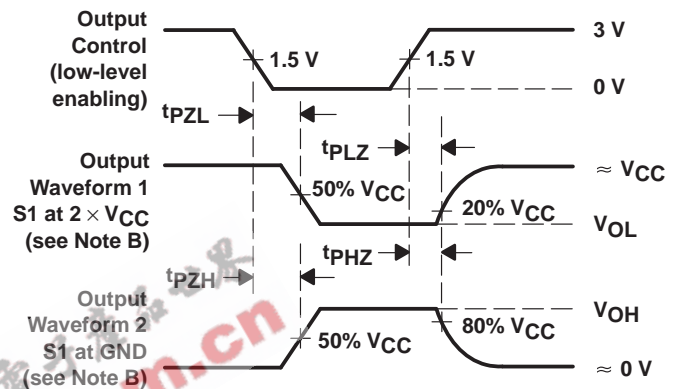 Output
Control
(low-level
enabling)
3 V
1.5 V
1.5 V
0 V
tPZL
tPLZ
Output
Waveform 1
S1 at 2 × VCC
(see Note B)
50% VCC
20% VCC
≈ VCC
VOL
tPZH
tPHZ
Output
Waveform 2
S1 at GND
(see Note B)
50% VCC
80% VCC
VOH
≈ 0 V